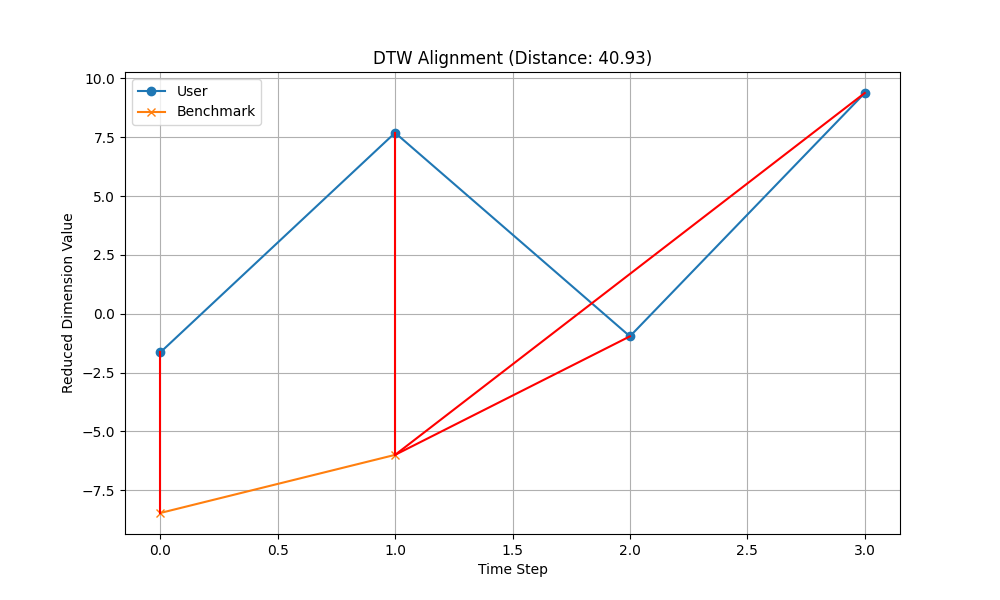 DTW Alignment (Distance: 40.93)
User
Benchmark
Reduced Dimension Value
10.0
7.5
5.0
2.5
0.0
−2.5
−5.0
−7.5
0.0 0.5 1.0 1.5 2.0 2.5 3.0
Time Step